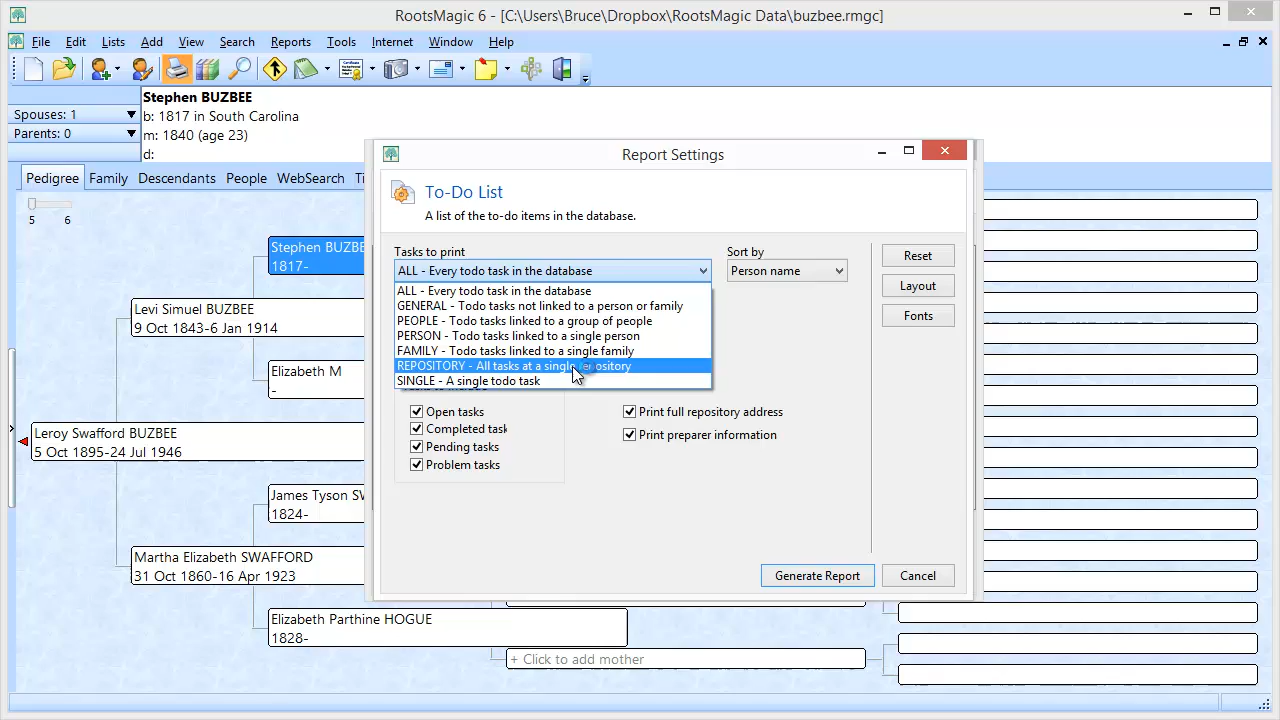 RootsMagic 6 - [C:\Users\Bruce\Dropbox\RootsMagic Data\buzbee.rmgc]
File Edit Lists Add View Search Reports Tools Internet Window Help
Stephen BUZBEE
Spouses: 1
b: 1817 in South Carolina
Parents: 0
m: 1840 (age 23)
d:
Pedigree Family Descendants People WebSearch
5 6
Stephen BUZBE
1817-
Levi Simuel BUZBEE
9 Oct 1843-6 Jan 1914
Elizabeth M
-
Leroy Swafford BUZBEE
5 Oct 1895-24 Jul 1946
James Tyson SW
1824-
Martha Elizabeth SWAFFORD
31 Oct 1860-16 Apr 1923
Elizabeth Parthine HOGUE
1828-
+ Click to add mother
Report Settings
To-Do List
A list of the to-do items in the database.
Tasks to print
ALL - Every todo task in the database
ALL - Every todo task in the database
GENERAL - Todo tasks not linked to a person or family
PEOPLE - Todo tasks linked to a group of people
PERSON - Todo tasks linked to a single person
FAMILY - Todo tasks linked to a single family
REPOSITORY - All tasks at a single repository
SINGLE - A single todo task
Sort by
Person name
Open tasks
Completed task
Pending tasks
Problem tasks
Print full repository address
Print preparer information
Reset
Layout
Fonts
Generate Report
Cancel